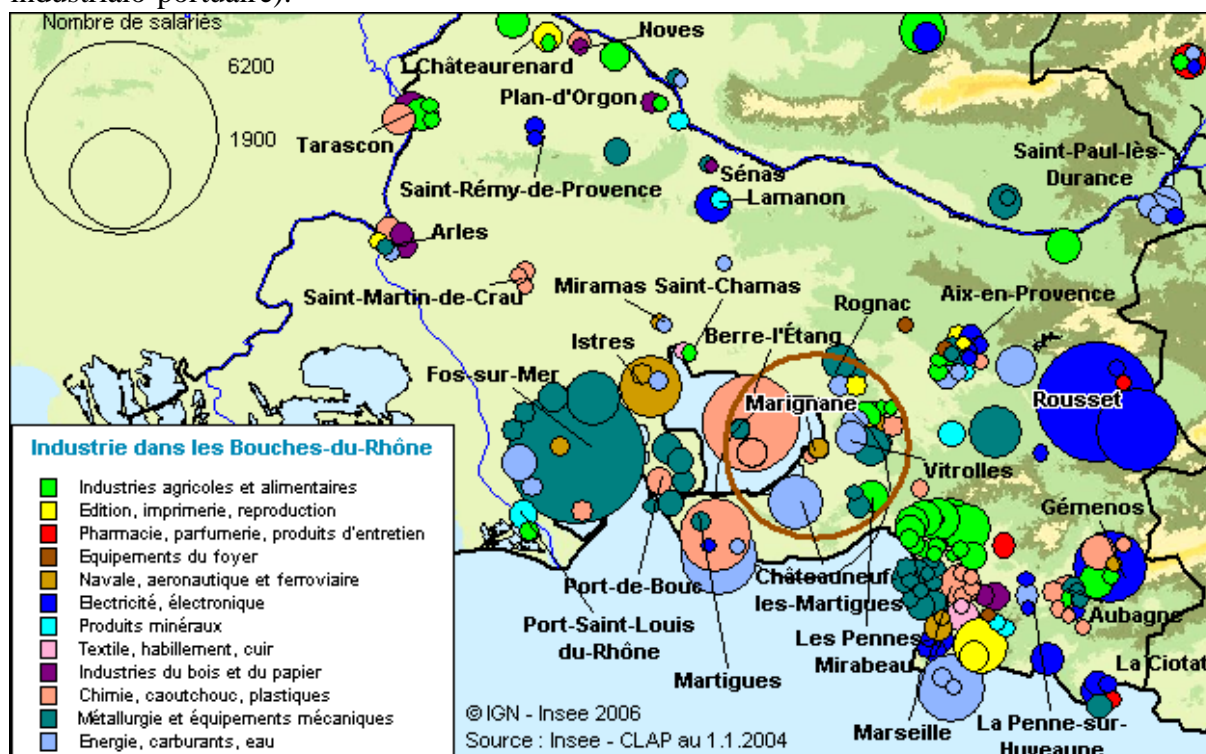 industrialo-portuaire).
Nombre de salariés
6200
1900
Châteaurenard
Noves
Plan-d'Orgon
Tarascon
Saint-Rémy-de-Provence
Sénas
Lamanon
Saint-Paul-lès-
Durance
Arles
Saint-Martin-de-Crau
Miramas
Saint-Chamas
Rognac
Aix-en-Provence
Istres
Berre-l'Étang
Fos-sur-Mer
Marignane
Rousset
Vitrolles
Gémenos
Port-de-Bouc
Châteauneuf-
les-Martigues
Aubagne
Port-Saint-Louis
du-Rhône
Les Pennes
Mirabeau
Martigues
La Ciotat
Marseille
La Penne-sur-
Huveaune
Industrie dans les Bouches-du-Rhône
Industries agricoles et alimentaires
Edition, imprimerie, reproduction
Pharmacie, parfumerie, produits d'entretien
Equipements du foyer
Navale, aeronautique et ferroviaire
Electricité, électronique
Produits minéraux
Textile, habillement, cuir
Industries du bois et du papier
Chimie, caoutchouc, plastiques
Métallurgie et équipements mécaniques
Energie, carburants, eau
© IGN - Insee 2006
Source : Insee - CLAP au 1.1.2004